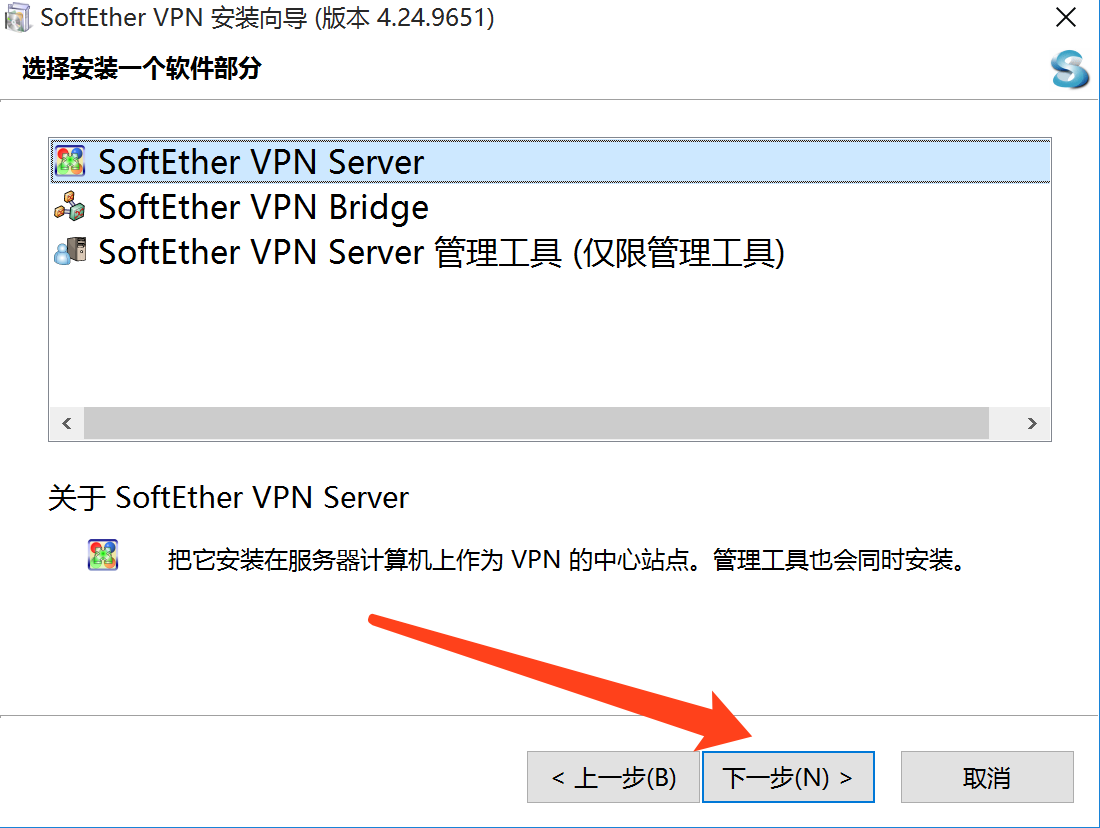 SoftEther VPN 安装向导 (版本 4.24.9651)
选择安装一个软件部分
SoftEther VPN Server
SoftEther VPN Bridge
SoftEther VPN Server 管理工具 (仅限管理工具)
关于 SoftEther VPN Server
把它安装在服务器计算机上作为 VPN 的中心站点。管理工具也会同时安装。
< 上一步(B) 下一步(N) > 取消